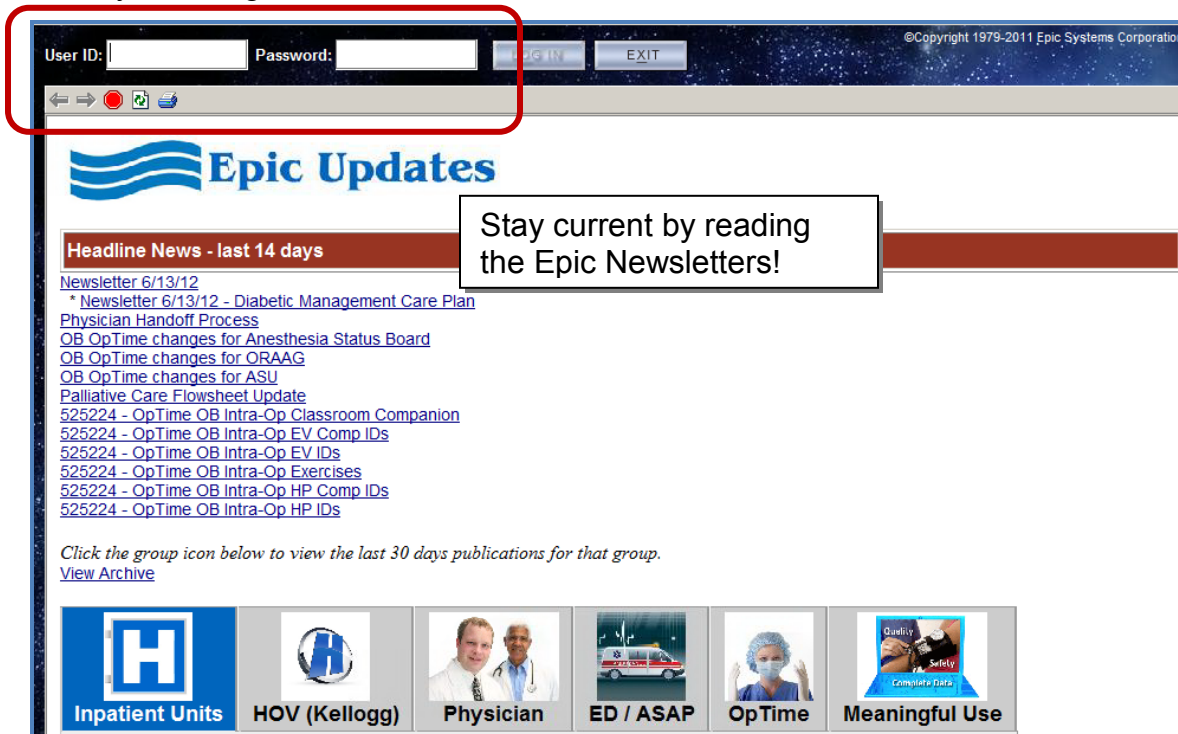 ©Copyright 1979-2011 Epic Systems Corporation
User ID: Password: LOG IN EXIT
Epic Updates
Stay current by reading
the Epic Newsletters!
Headline News - last 14 days
Newsletter 6/13/12
* Newsletter 6/13/12 - Diabetic Management Care Plan
Physician Handoff Process
OB OpTime changes for Anesthesia Status Board
OB OpTime changes for ORAAG
OB OpTime changes for ASU
Palliative Care Flowsheet Update
525224 - OpTime OB Intra-Op Classroom Companion
525224 - OpTime OB Intra-Op EV Comp IDs
525224 - OpTime OB Intra-Op EV IDs
525224 - OpTime OB Intra-Op Exercises
525224 - OpTime OB Intra-Op HP Comp IDs
525224 - OpTime OB Intra-Op HP IDs
Click the group icon below to view the last 30 days publications for that group.
View Archive
H
Quality
Safety
Complete Data
Inpatient Units HOV (Kellogg) Physician ED / ASAP OpTime Meaningful Use